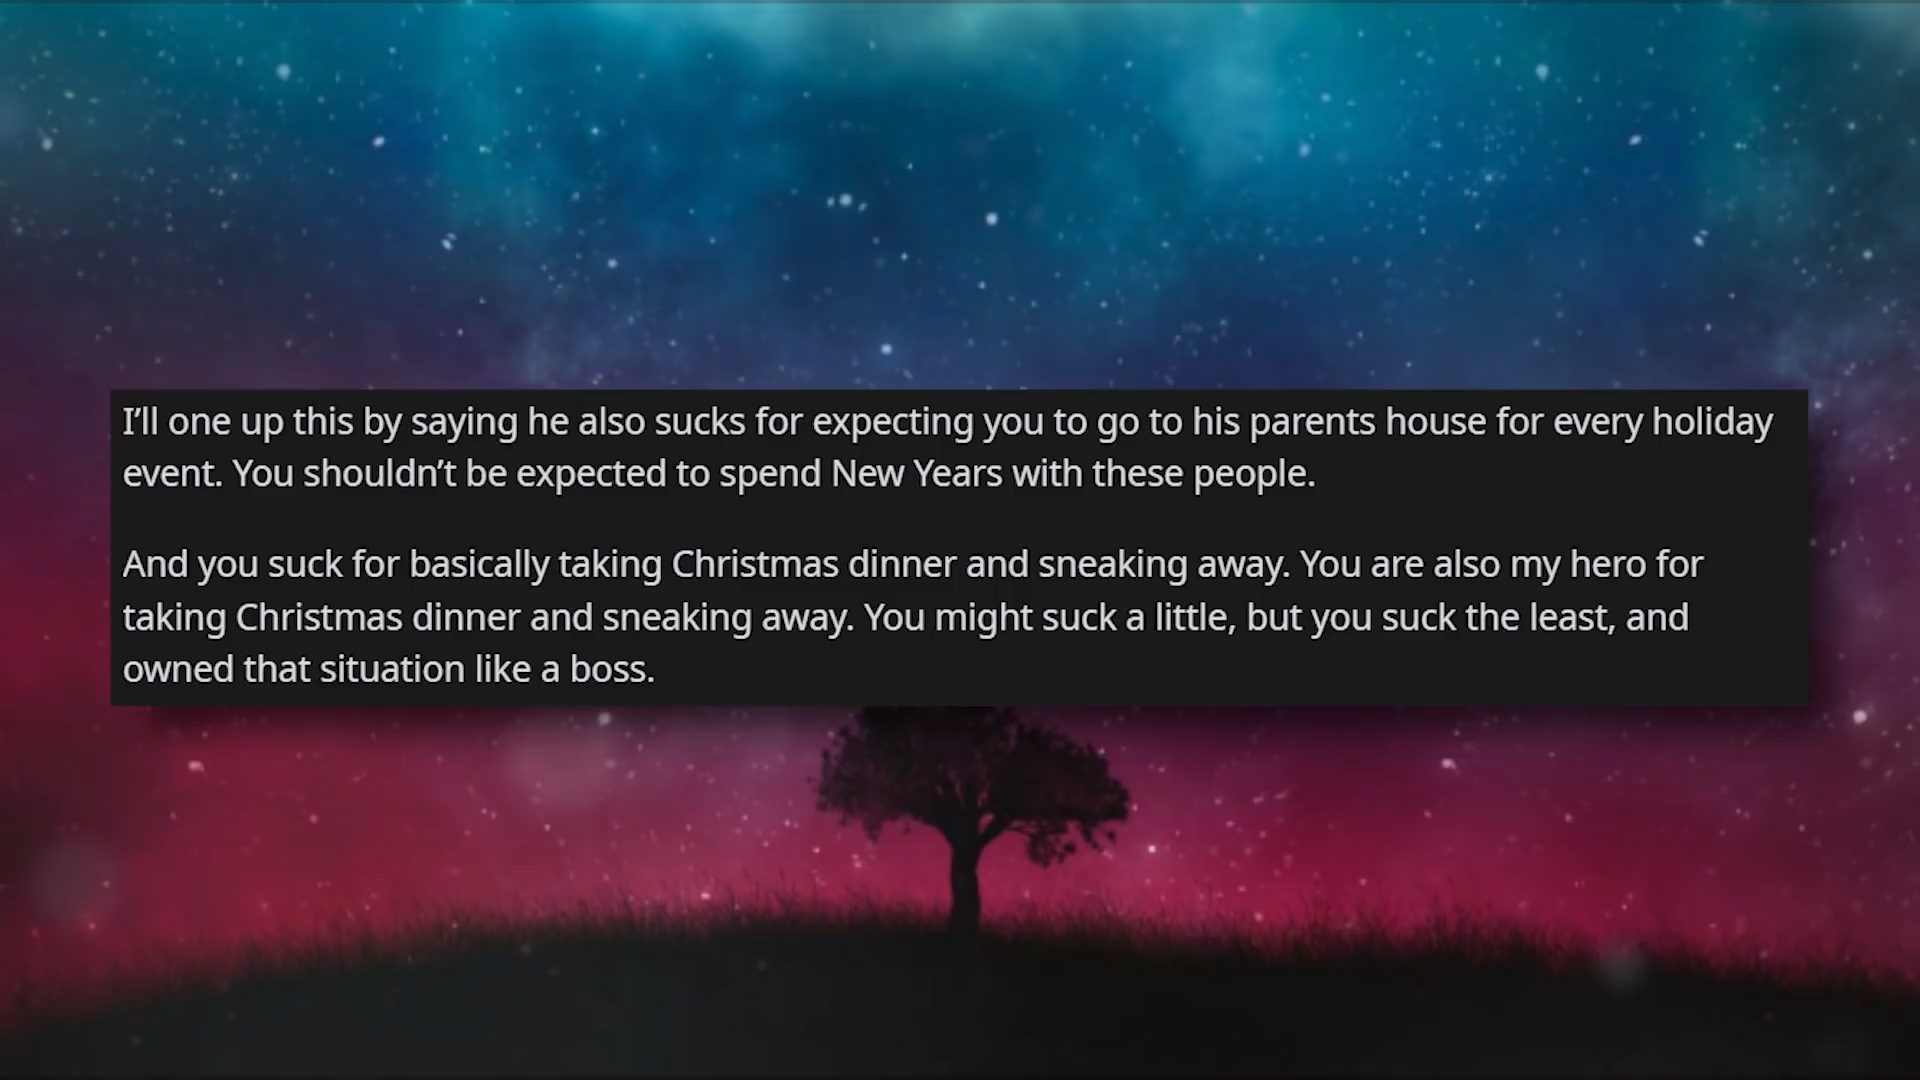 I’ll one up this by saying he also sucks for expecting you to go to his parents house for every holiday
event. You shouldn’t be expected to spend New Years with these people.
And you suck for basically taking Christmas dinner and sneaking away. You are also my hero for
taking Christmas dinner and sneaking away. You might suck a little, but you suck the least, and
owned that situation like a boss.